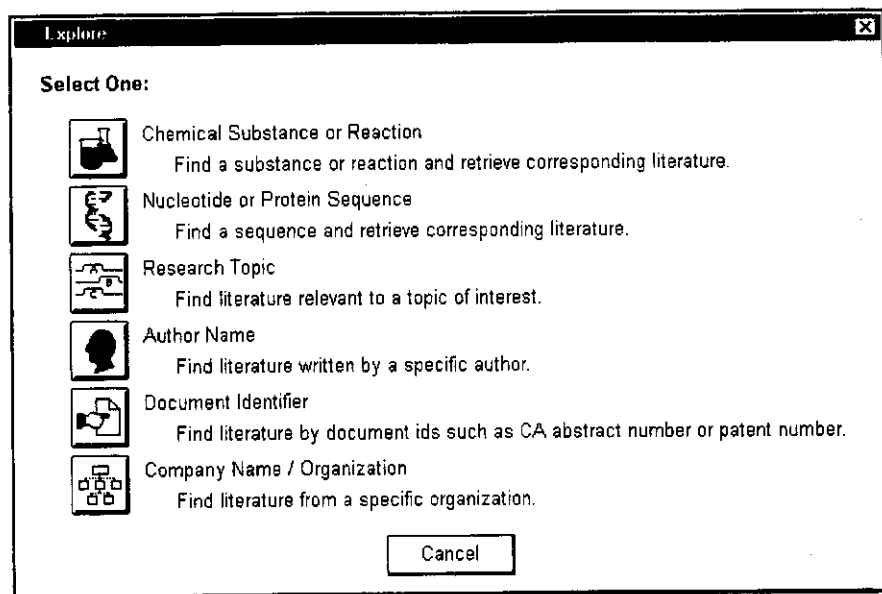 Explore
Select One:
Chemical Substance or Reaction
Find a substance or reaction and retrieve corresponding literature.
Nucleotide or Protein Sequence
Find a sequence and retrieve corresponding literature.
Research Topic
A
B
C
Find literature relevant to a topic of interest.
Author Name
Find literature written by a specific author.
Document Identifier
Find literature by document ids such as CA abstract number or patent number.
Company Name / Organization
Find literature from a specific organization.
Cancel